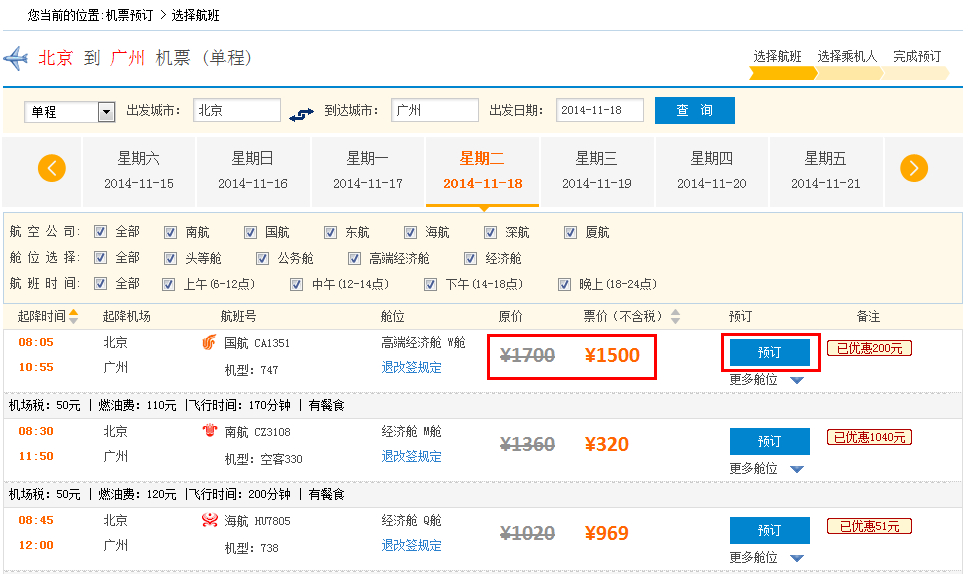 您当前的位置:机票预订 > 选择航班
北京 到 广州 机票 (单程)
选择航班 选择乘机人 完成预订
单程 出发城市: 北京 到达城市: 广州 出发日期: 2014-11-18 查 询
星期六 星期日 星期一 星期二 星期三 星期四 星期五
2014-11-15 2014-11-16 2014-11-17 2014-11-18 2014-11-19 2014-11-20 2014-11-21
航 空 公 司: 全部 南航 国航 东航 海航 深航 厦航
舱 位 选 择: 全部 头等舱 公务舱 高端经济舱 经济舱
航 班 时 间: 全部 上午(6-12点) 中午(12-14点) 下午(14-18点) 晚上(18-24点)
起降时间 起降机场 航班号 舱位 原价 票价(不含税) 预订 备注
08:05 北京 国航 CA1351 高端经济舱 W舱 ¥1700 ¥1500 预订 已优惠200元
10:55 广州 机型: 747 退改签规定 更多舱位
机场税: 50元 | 燃油费: 110元 |飞行时间: 170分钟 | 有餐食
08:30 北京 南航 CZ3108 经济舱 M舱 ¥1360 ¥320 预订 已优惠1040元
11:50 广州 机型: 空客330 退改签规定 更多舱位
机场税: 50元 | 燃油费: 120元 |飞行时间: 200分钟 | 有餐食
08:45 北京 海航 HU7805 经济舱 Q舱 ¥1020 ¥969 预订 已优惠51元
12:00 广州 机型: 738 退改签规定 更多舱位